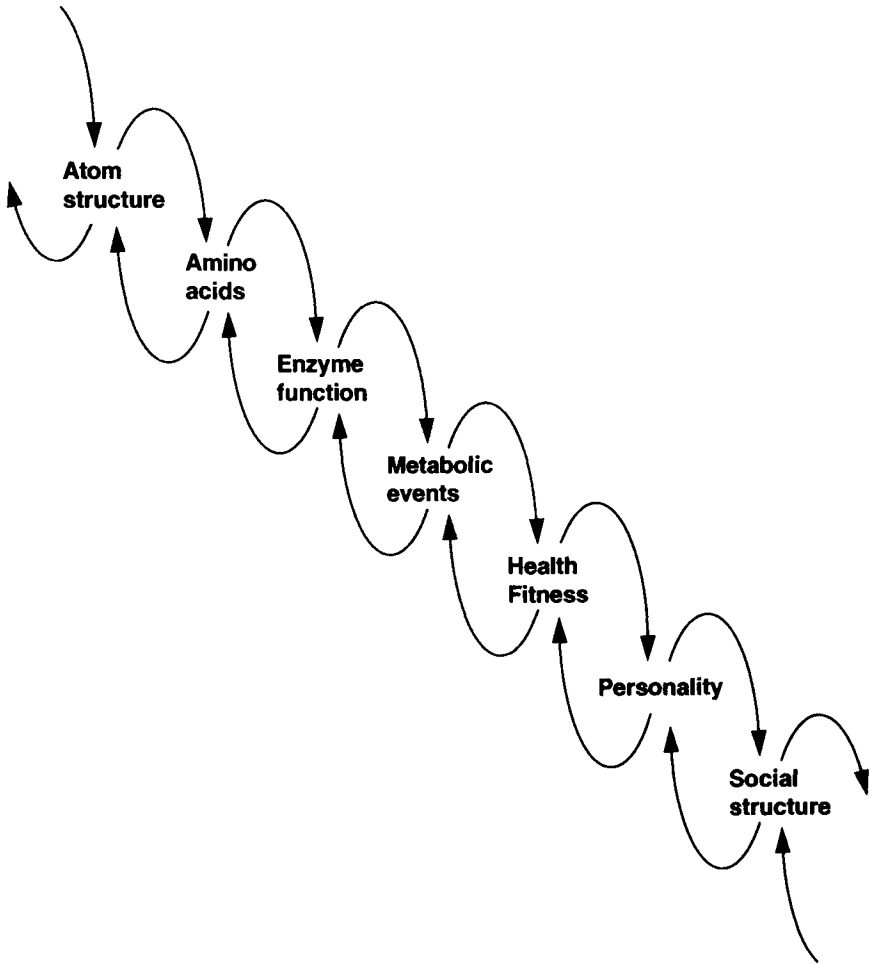 Atom
structure
Amino
acids
Enzyme
function
Metabolic
events
Health
Fitness
Personality
Social
structure